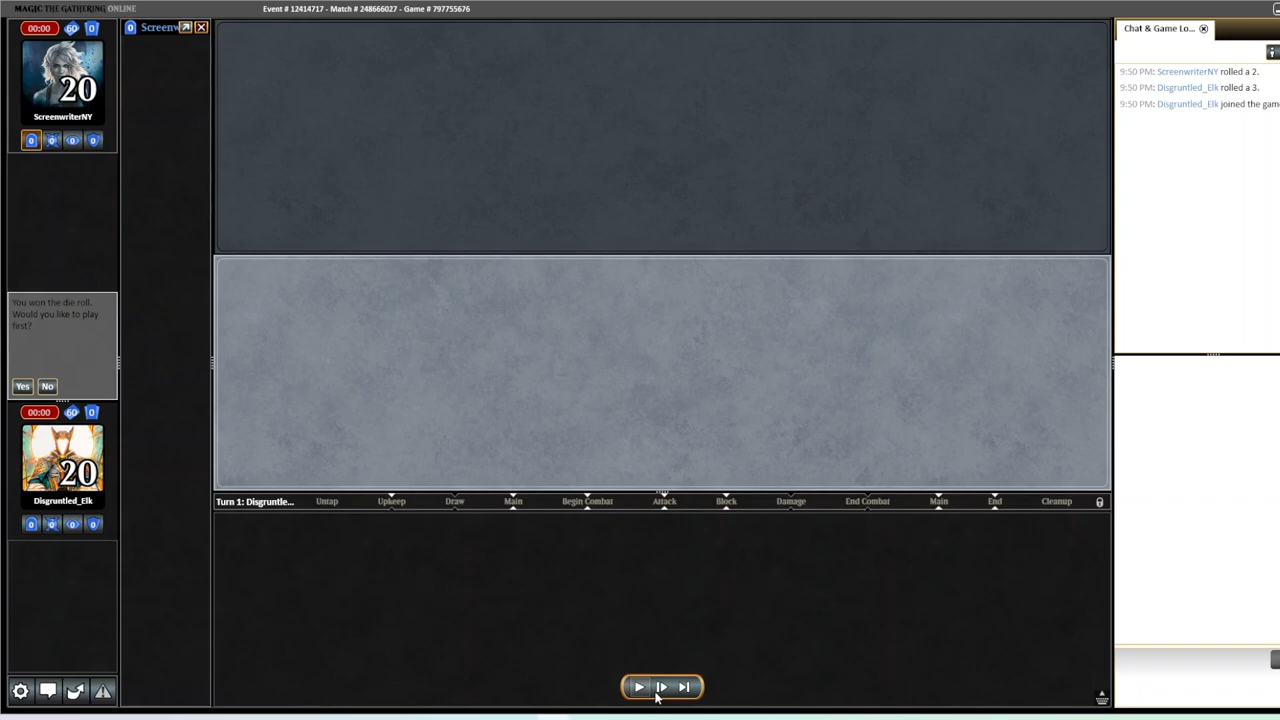 MAGIC THE GATHERING ONLINE
Event # 12414717 - Match # 248666027 - Game # 797755676
00:00 60 0
20
ScreenwriterNY
0 0 0 0
0 Screenw
Chat & Game Lo...
9:50 PM: ScreenwriterNY rolled a 2.
9:50 PM: Disgruntled_Elk rolled a 3.
9:50 PM: Disgruntled_Elk joined the gam
You won the die roll.
Would you like to play
first?
Yes No
00:00 60 0
20
Disgruntled_Elk
0 0 0 0
Turn 1: Disgruntle... Untap Upkeep Draw Main Begin Combat Attack Block Damage End Combat Main End Cleanup